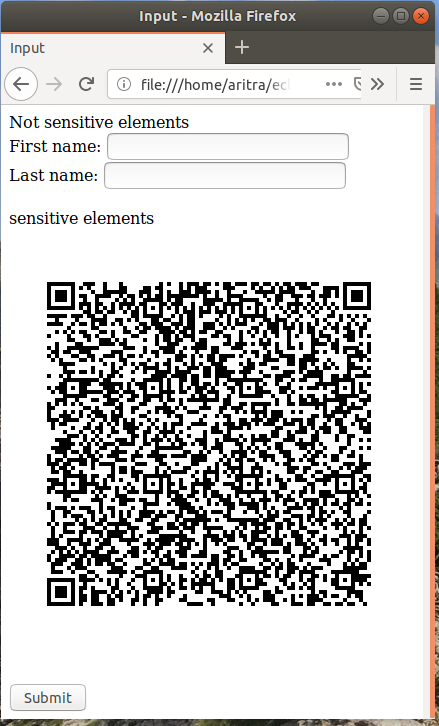 Input - Mozilla Firefox
Input
file:///home/aritra/ecl
Not sensitive elements
First name:
Last name:
sensitive elements
Submit